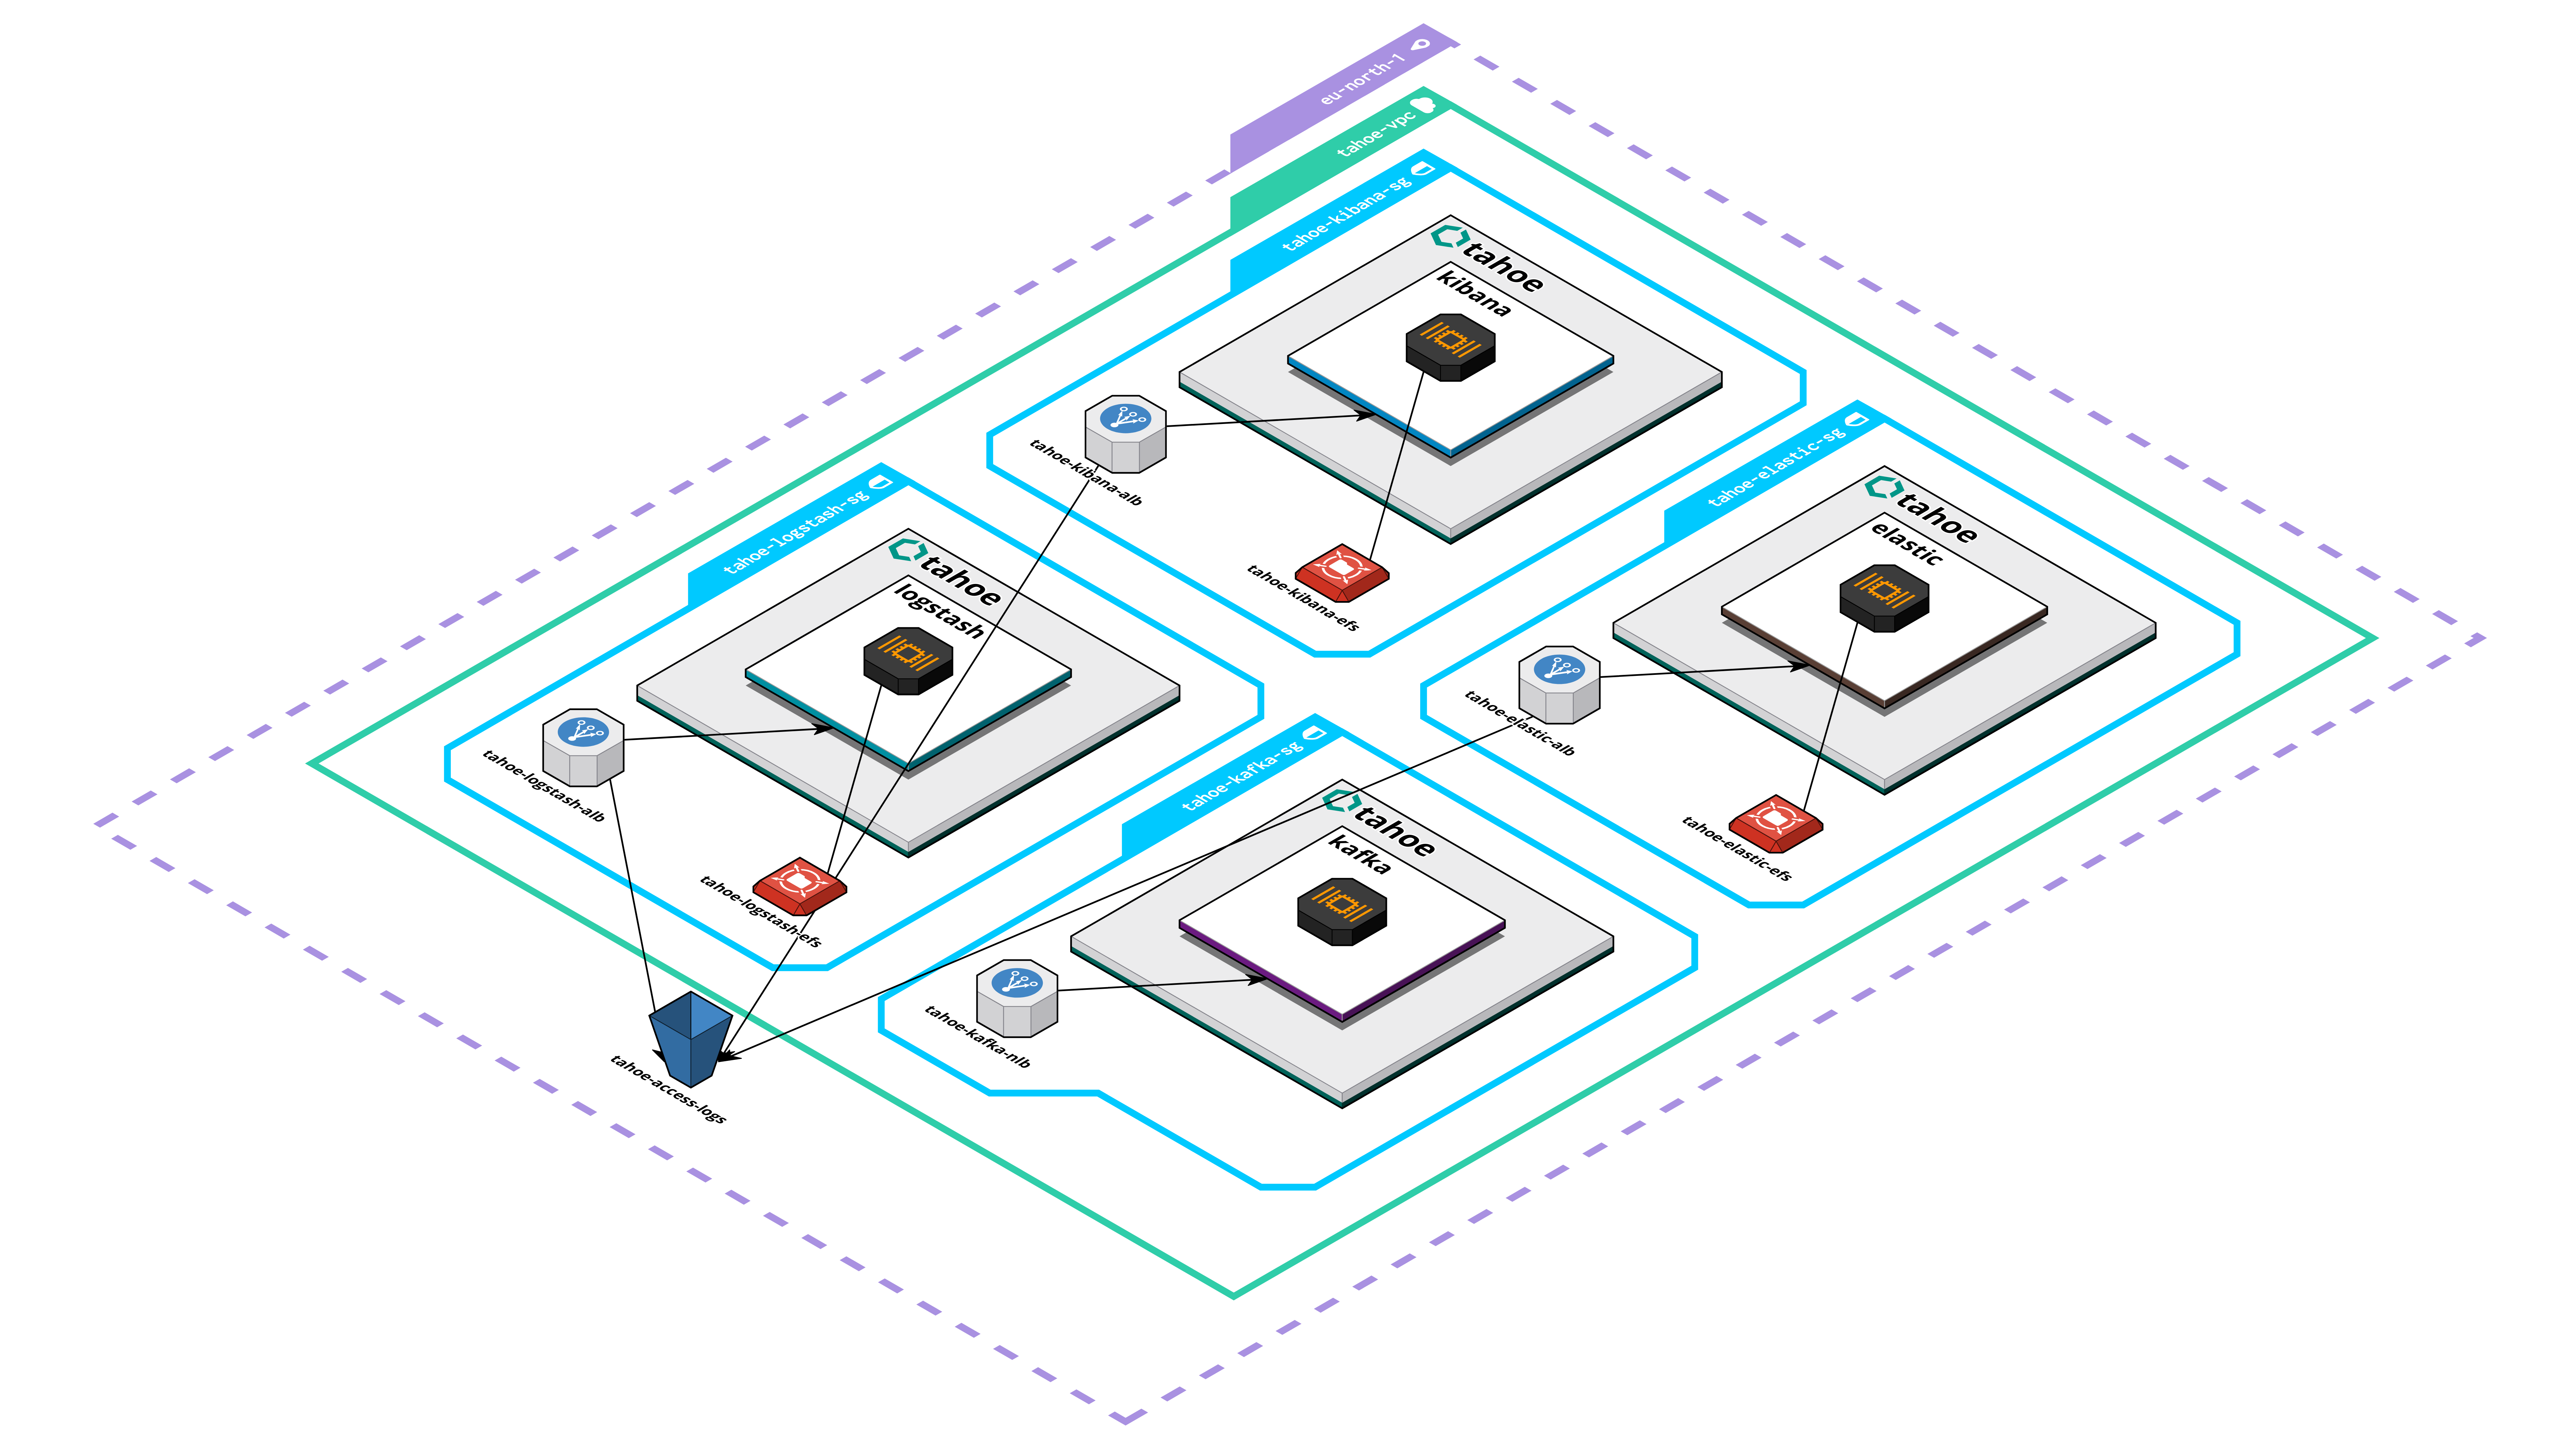 eu-north-1
tahoe-vpc
tahoe-kibana-sg
tahoe
kibana
tahoe-kibana-alb
tahoe-kibana-efs
tahoe-elastic-sg
tahoe
elastic
tahoe-elastic-alb
tahoe-elastic-efs
tahoe-logstash-sg
tahoe
logstash
tahoe-logstash-alb
tahoe-logstash-efs
tahoe-kafka-sg
tahoe
kafka
tahoe-kafka-nlb
tahoe-access-logs